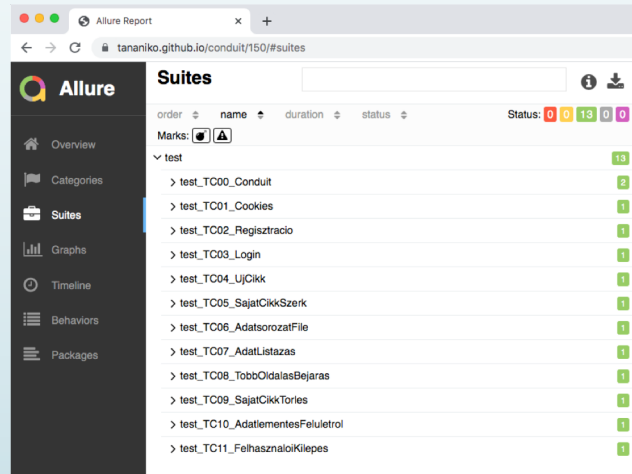 Allure Report
tananiko.github.io/conduit/150/#suites
Allure
Overview
Categories
Suites
Graphs
Timeline
Behaviors
Packages
Suites
order name duration status Status: 0 0 13 0 0
Marks:
test 13
test_TC00_Conduit 2
test_TC01_Cookies 1
test_TC02_Regisztracio 1
test_TC03_Login 1
test_TC04_UjCikk 1
test_TC05_SajatCikkSzerk 1
test_TC06_AdatsorozatFile 1
test_TC07_AdatListazas 1
test_TC08_TobbOldalasBejaras 1
test_TC09_SajatCikkTorles 1
test_TC10_AdatlementesFeluletrol 1
test_TC11_FelhasznaloiKilepes 1